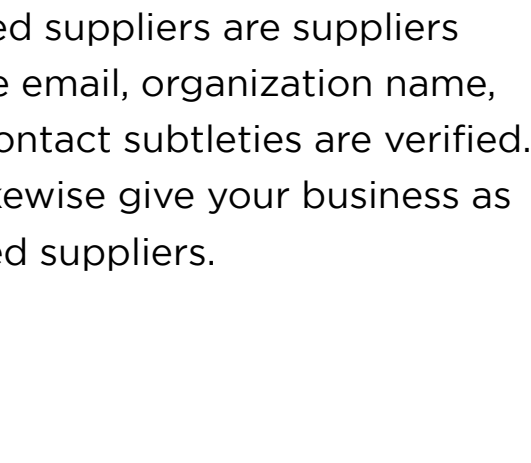 ed suppliers are suppliers
e email, organization name,
ontact subtleties are verified.
kewise give your business as
ed suppliers.